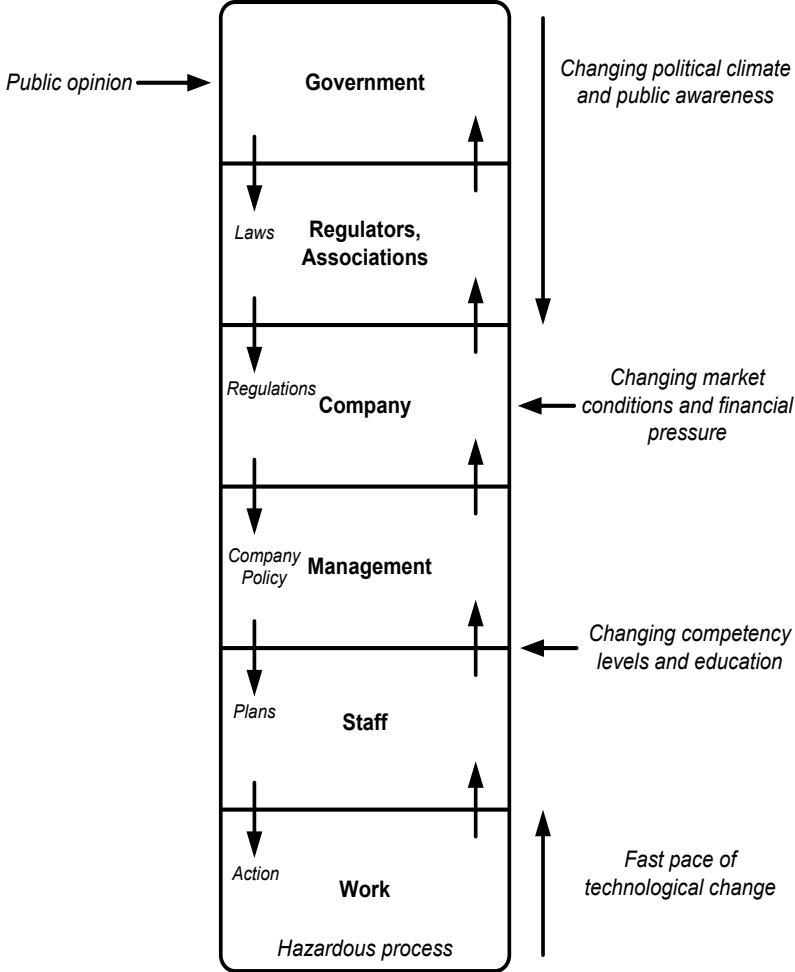 Public opinion
Government
Changing political climate
and public awareness
Laws
Regulators,
Associations
Regulations
Company
Changing market
conditions and financial
pressure
Company
Policy
Management
Changing competency
levels and education
Plans
Staff
Action
Work
Fast pace of
technological change
Hazardous process